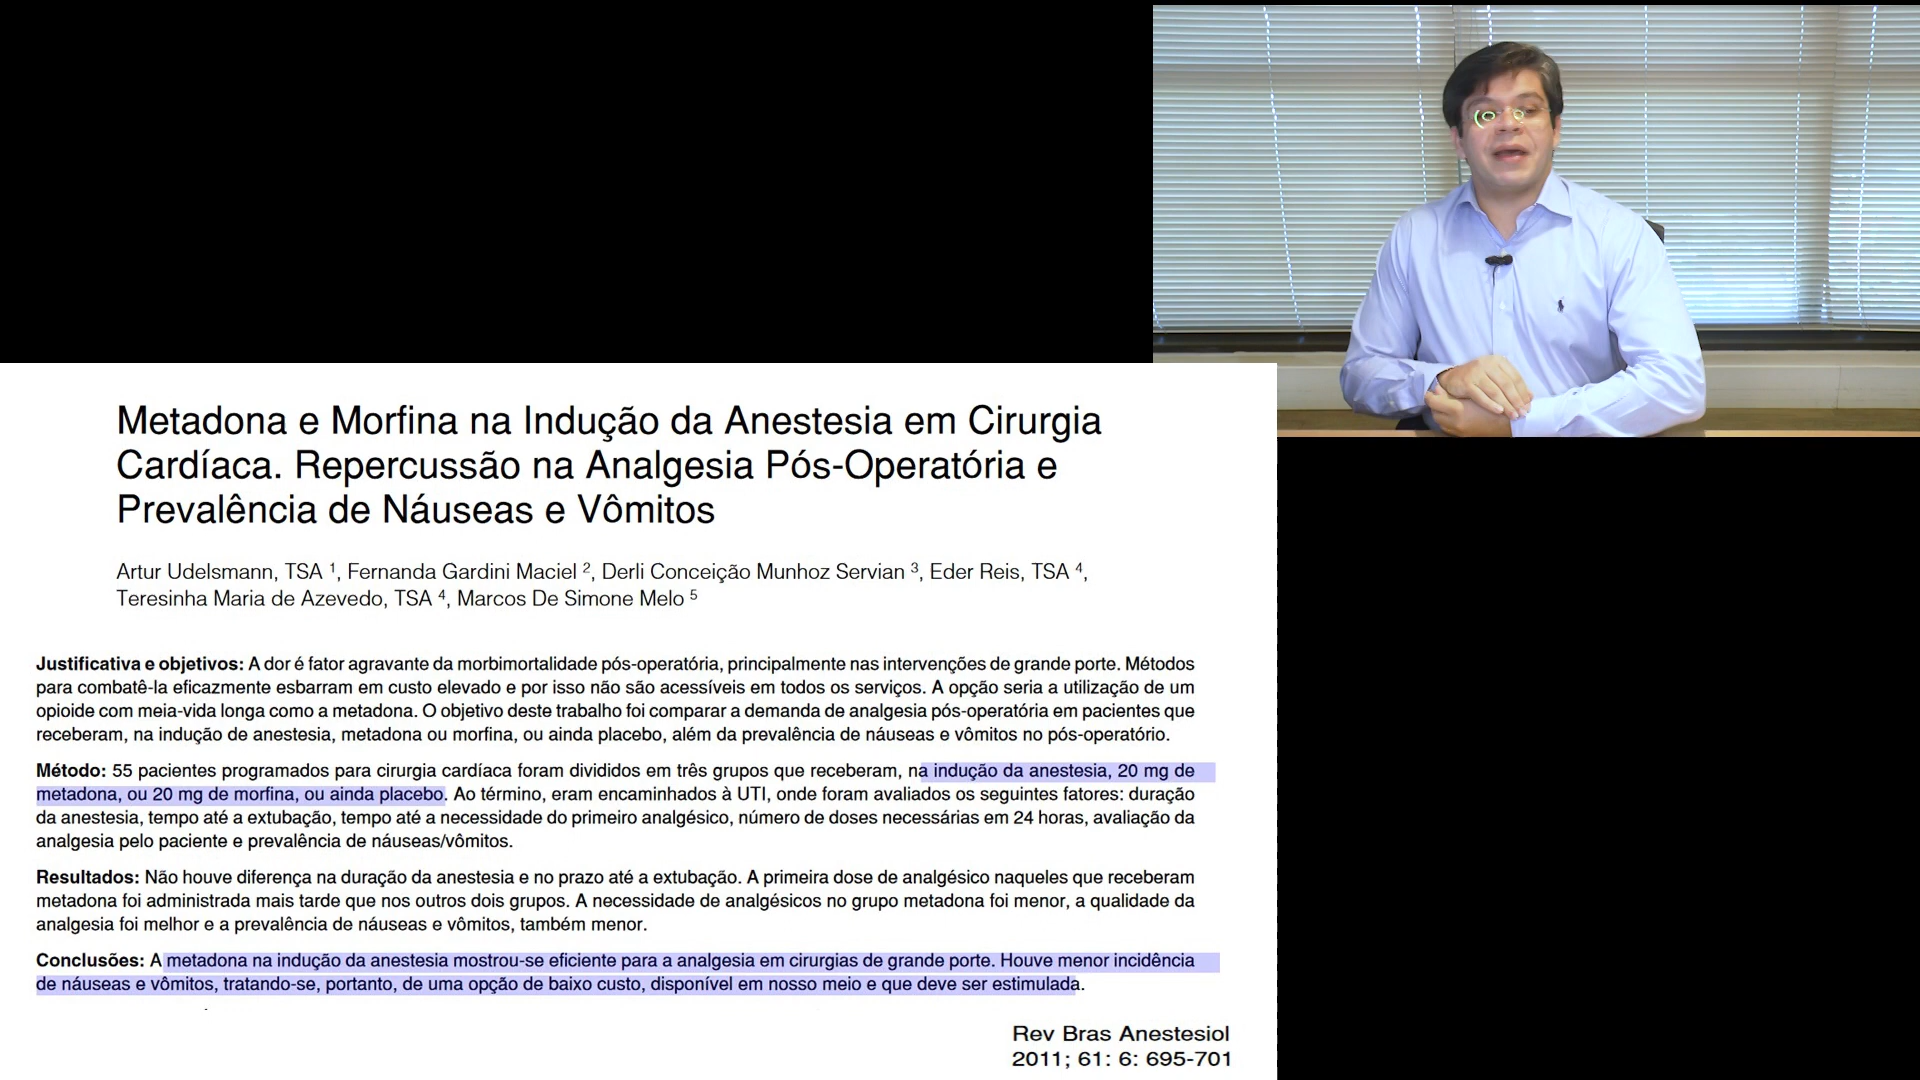 Metadona e Morfina na Indução da Anestesia em Cirurgia
Cardíaca. Repercussão na Analgesia Pós-Operatória e
Prevalência de Náuseas e Vômitos
Artur Udelsmann, TSA 1, Fernanda Gardini Maciel 2, Derli Conceição Munhoz Servian 3, Eder Reis, TSA 4,
Teresinha Maria de Azevedo, TSA 4, Marcos De Simone Melo 5
Justificativa e objetivos: A dor é fator agravante da morbimortalidade pós-operatória, principalmente nas intervenções de grande porte. Métodos
para combatê-la eficazmente esbarram em custo elevado e por isso não são acessíveis em todos os serviços. A opção seria a utilização de um
opioide com meia-vida longa como a metadona. O objetivo deste trabalho foi comparar a demanda de analgesia pós-operatória em pacientes que
receberam, na indução de anestesia, metadona ou morfina, ou ainda placebo, além da prevalência de náuseas e vômitos no pós-operatório.
Método: 55 pacientes programados para cirurgia cardíaca foram divididos em três grupos que receberam, na indução da anestesia, 20 mg de
metadona, ou 20 mg de morfina, ou ainda placebo. Ao término, eram encaminhados à UTI, onde foram avaliados os seguintes fatores: duração
da anestesia, tempo até a extubação, tempo até a necessidade do primeiro analgésico, número de doses necessárias em 24 horas, avaliação da
analgesia pelo paciente e prevalência de náuseas/vômitos.
Resultados: Não houve diferença na duração da anestesia e no prazo até a extubação. A primeira dose de analgésico naqueles que receberam
metadona foi administrada mais tarde que nos outros dois grupos. A necessidade de analgésicos no grupo metadona foi menor, a qualidade da
analgesia foi melhor e a prevalência de náuseas e vômitos, também menor.
Conclusões: A metadona na indução da anestesia mostrou-se eficiente para a analgesia em cirurgias de grande porte. Houve menor incidência
de náuseas e vômitos, tratando-se, portanto, de uma opção de baixo custo, disponível em nosso meio e que deve ser estimulada.
Rev Bras Anestesiol
2011; 61: 6: 695-701